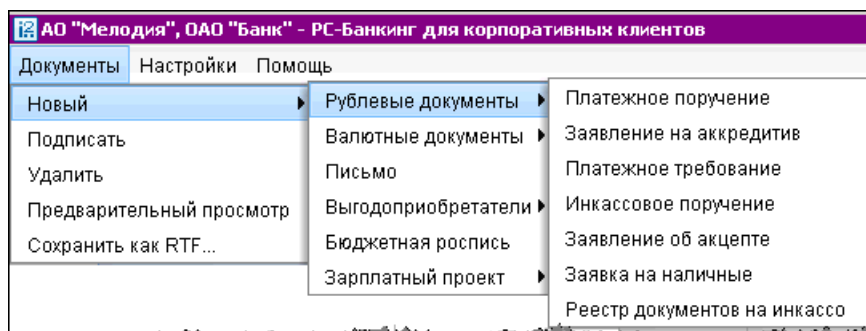 АО "Мелодия", ОАО "Банк" - РС-Банкинг для корпоративных клиентов
Документы Настройки Помощь
Новый
Подписать
Удалить
Предварительный просмотр
Сохранить как RTF...
Рублевые документы
Валютные документы
Письмо
Выгодоприобретатели
Бюджетная роспись
Зарплатный проект
Платежное поручение
Заявление на аккредитив
Платежное требование
Инкассовое поручение
Заявление об акцепте
Заявка на наличные
Реестр документов на инкассо